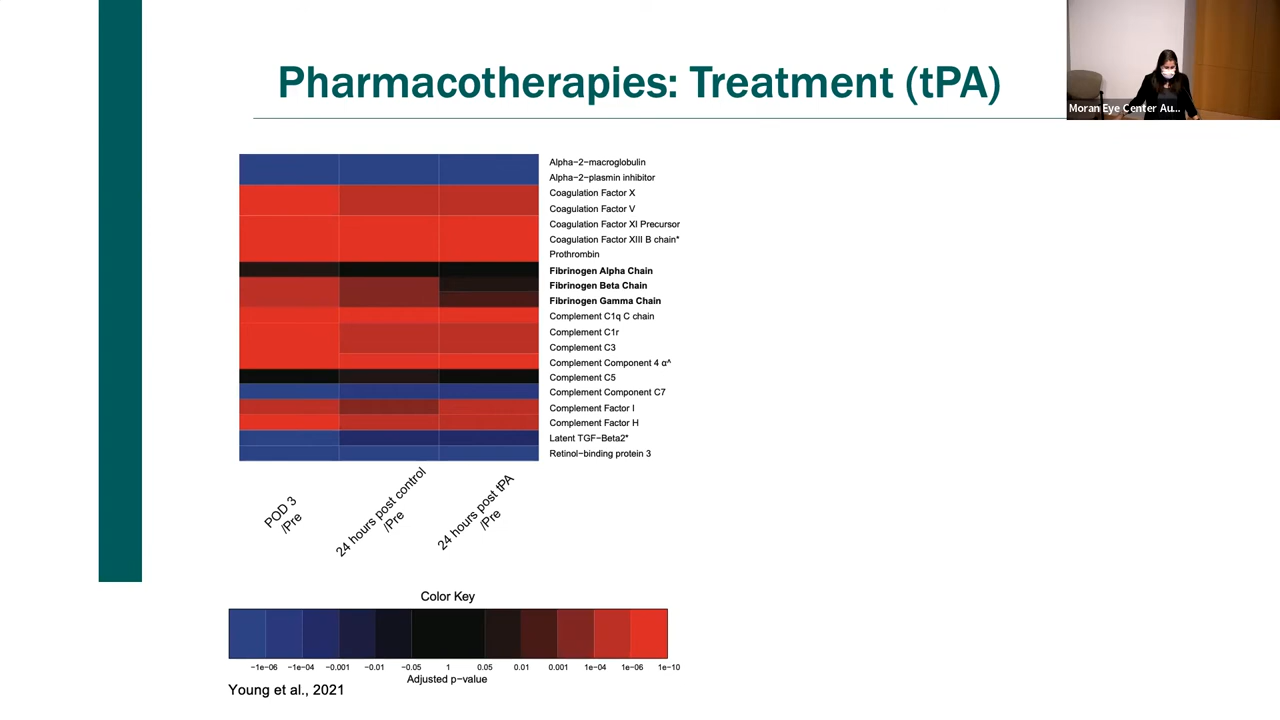 Pharmacotherapies: Treatment (tPA)
Moran Eye Center Au...
Alpha−2−macroglobulin
Alpha−2−plasmin inhibitor
Coagulation Factor X
Coagulation Factor V
Coagulation Factor XI Precursor
Coagulation Factor XIII B chain*
Prothrombin
Fibrinogen Alpha Chain
Fibrinogen Beta Chain
Fibrinogen Gamma Chain
Complement C1q C chain
Complement C1r
Complement C3
Complement Component 4 α^
Complement C5
Complement Component C7
Complement Factor I
Complement Factor H
Latent TGF−Beta2*
Retinol−binding protein 3
POD 3
/Pre
24 hours post control
/Pre
24 hours post tPA
/Pre
Color Key
−1e−06 −1e−04 −0.001 −0.01 −0.05 1 0.05 0.01 0.001 1e−04 1e−06 1e−10
Adjusted p−value
Young et al., 2021